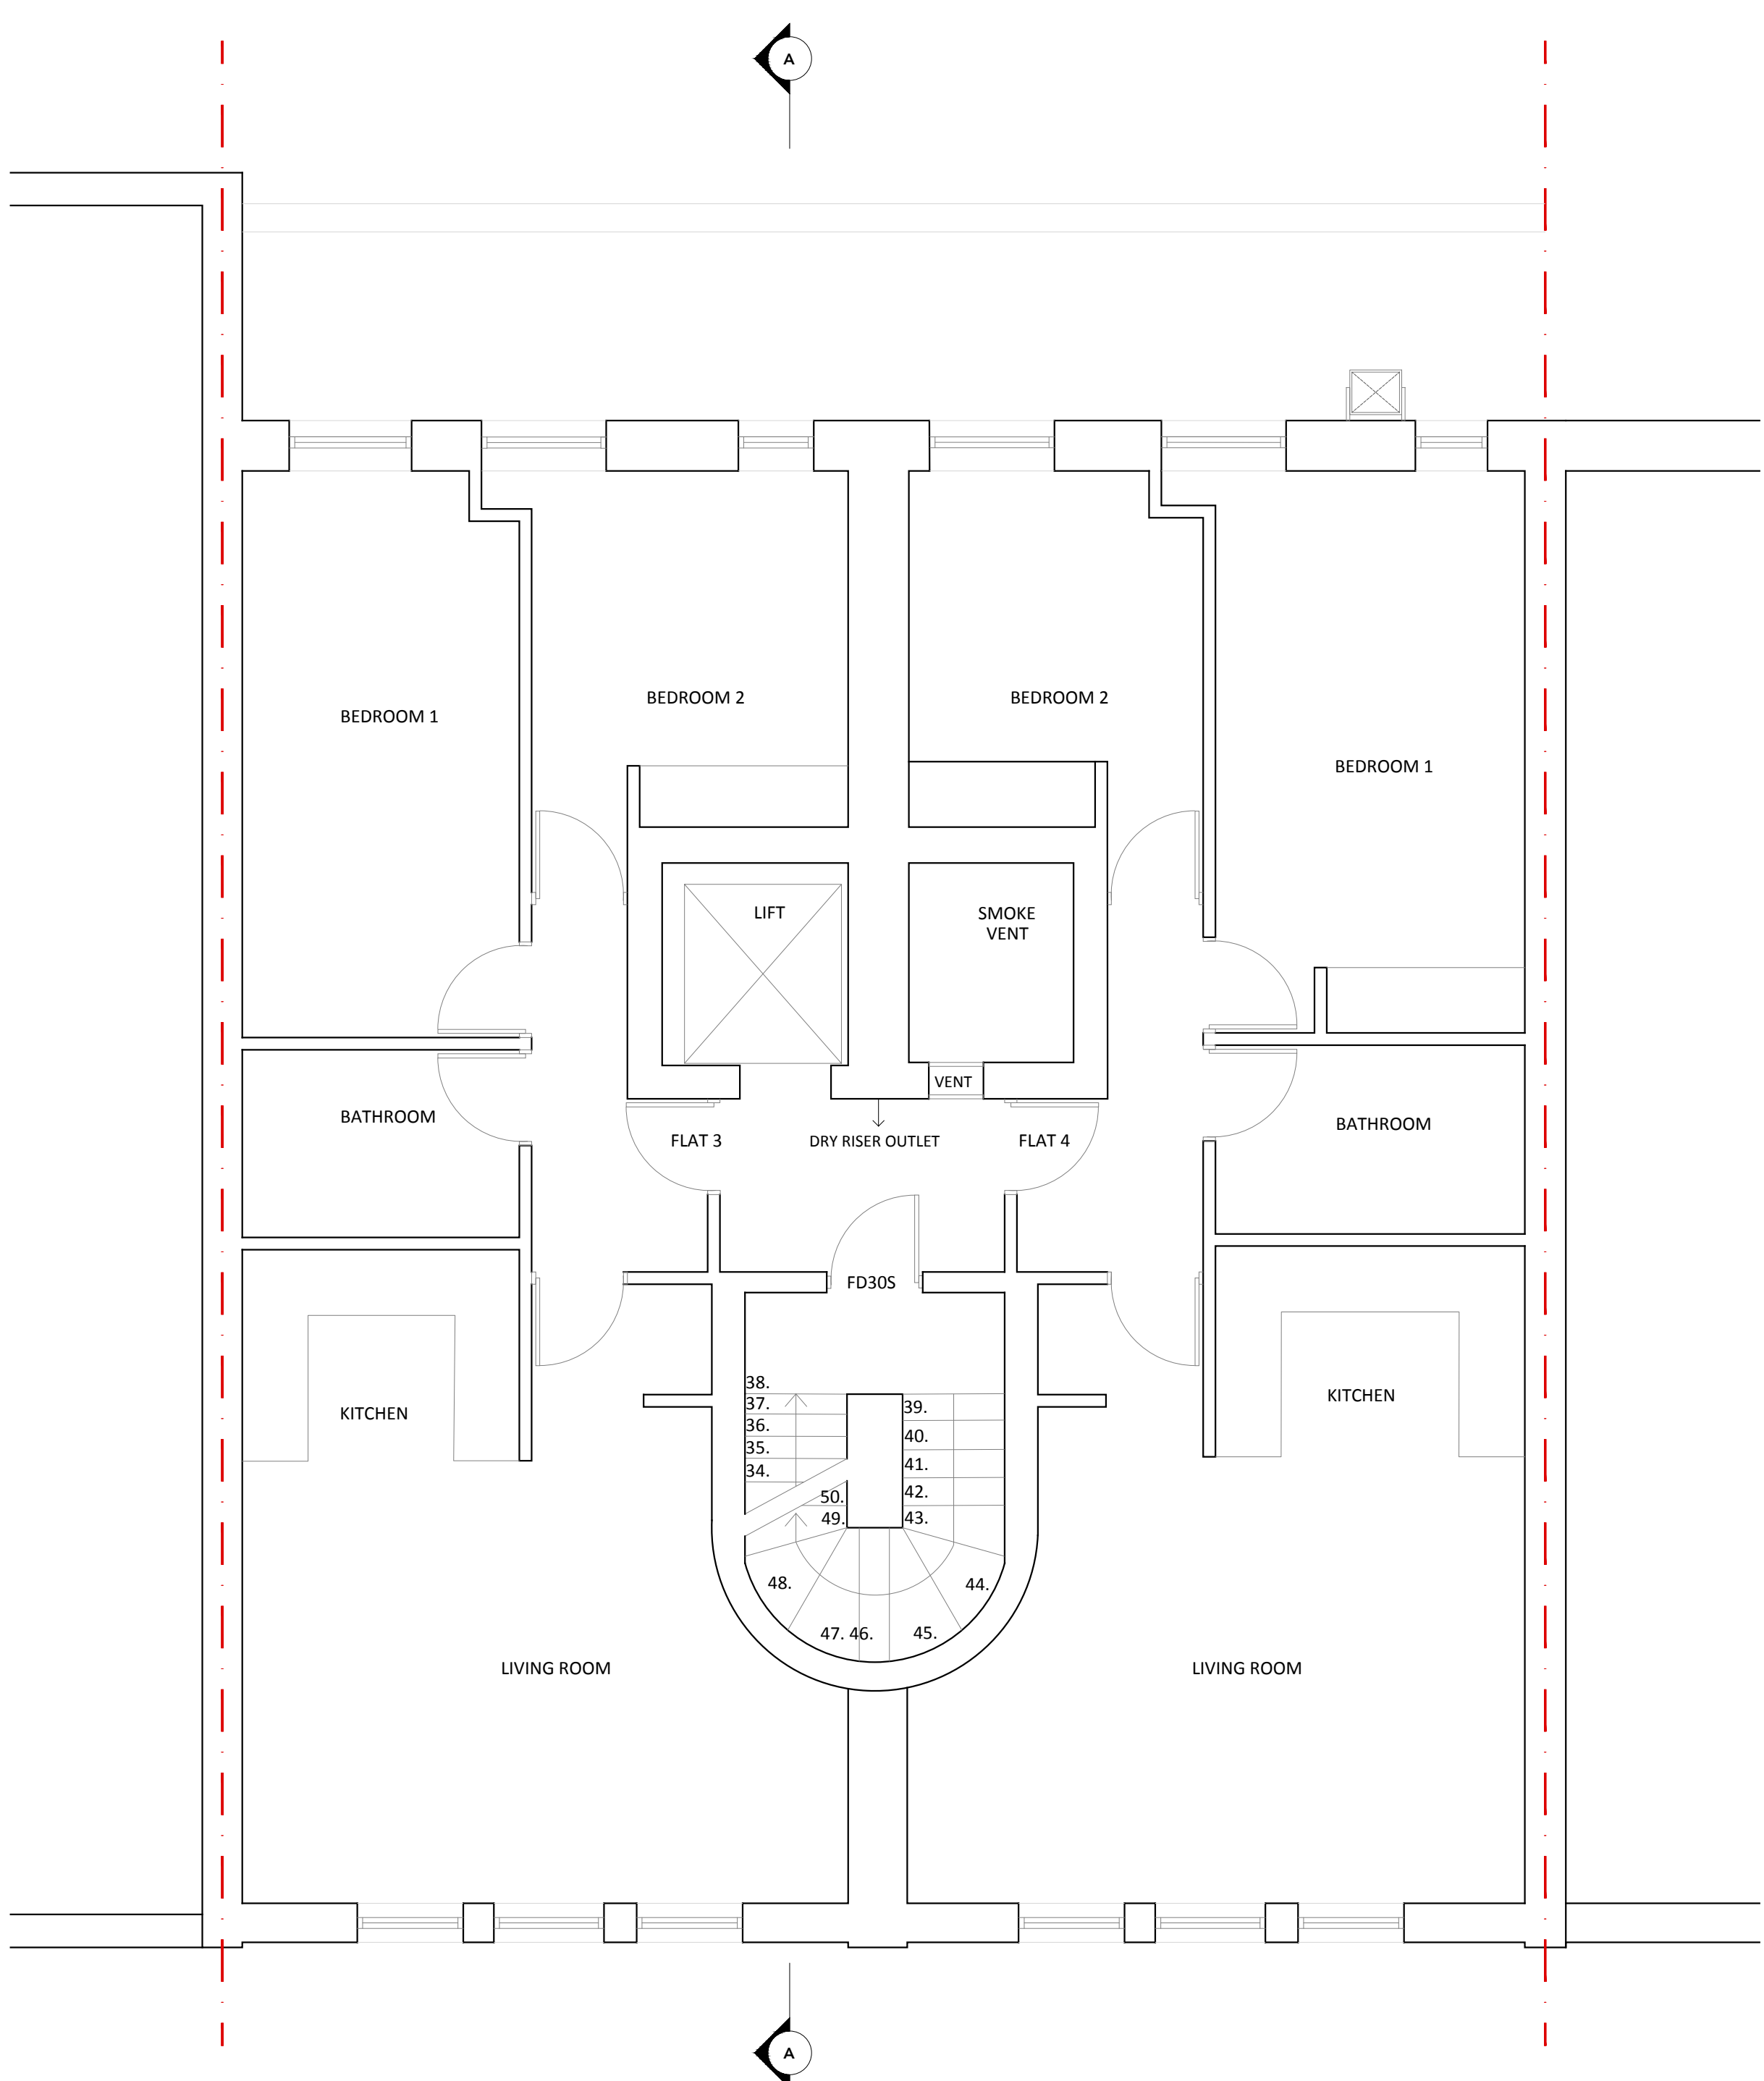 A
BEDROOM 2
BEDROOM 2
BEDROOM 1
BEDROOM 1
LIFT
SMOKE
VENT
VENT
BATHROOM
BATHROOM
FLAT 3
DRY RISER OUTLET
FLAT 4
FD30S
38.
37.
36.
35.
34.
39.
40.
41.
42.
43.
50.
49.
48.
47.
46.
45.
44.
KITCHEN
KITCHEN
LIVING ROOM
LIVING ROOM
A